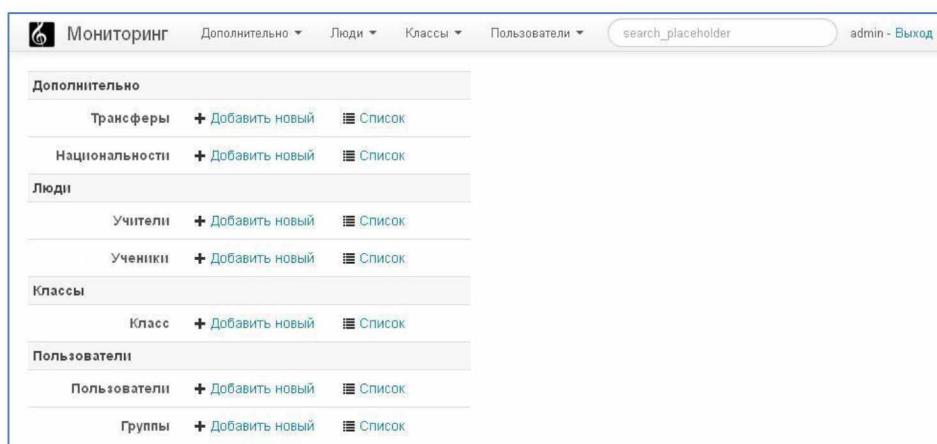 Мониторинг Дополнительно Люди Классы Пользователи search_placeholder admin - Выход
Дополнительно
Трансферы Добавить новый Список
Национальности Добавить новый Список
Люди
Учители Добавить новый Список
Ученики Добавить новый Список
Классы
Класс Добавить новый Список
Пользователи
Пользователи Добавить новый Список
Группы Добавить новый Список